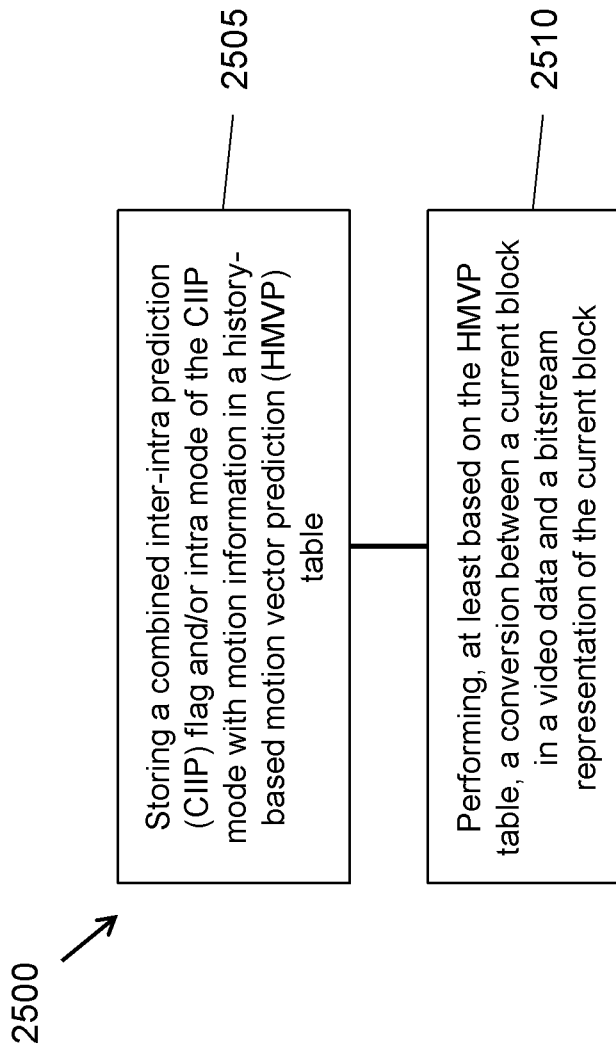 2500
Storing a combined inter-intra prediction
(CIIP) flag and/or intra mode of the CIIP
mode with motion information in a history-
based motion vector prediction (HMVP)
table
2505
Performing, at least based on the HMVP
table, a conversion between a current block
in a video data and a bitstream
representation of the current block
2510